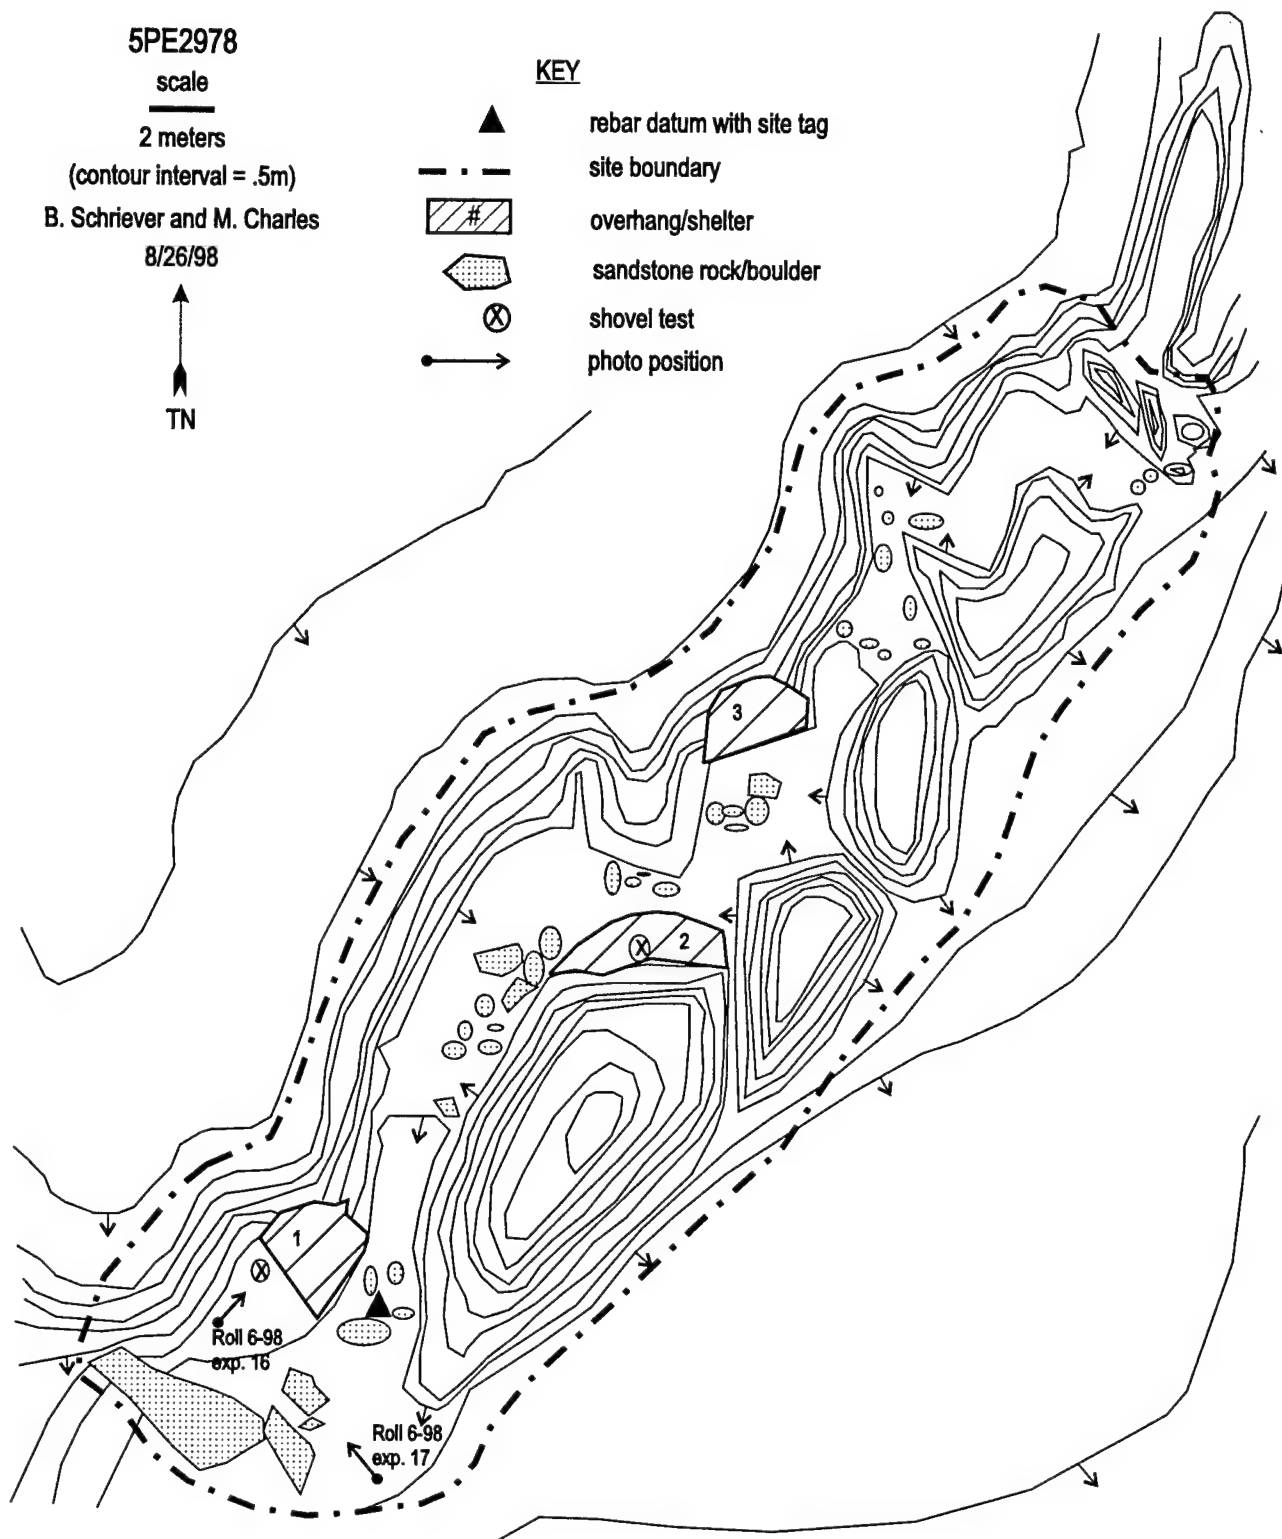 5PE2978
scale
2 meters
(contour interval = .5m)
B. Schriever and M. Charles
8/26/98
TN
KEY
rebar datum with site tag
site boundary
#
overhang/shelter
sandstone rock/boulder
X
shovel test
photo position
3
X
2
1
X
Roll 6-98
exp. 16
Roll 6-98
exp. 17